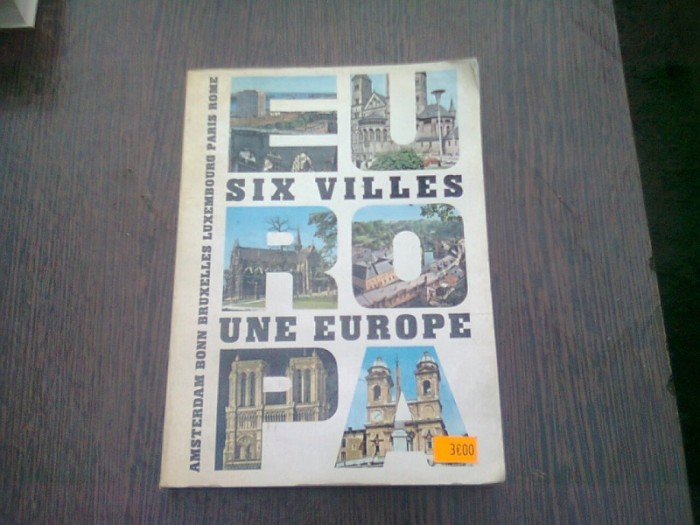 AMSTERDAM BONN BRUXELLES LUXEMBOURG PARIS ROME
EU
SIX VILLES
RO
UNE EUROPE
PA
3€00